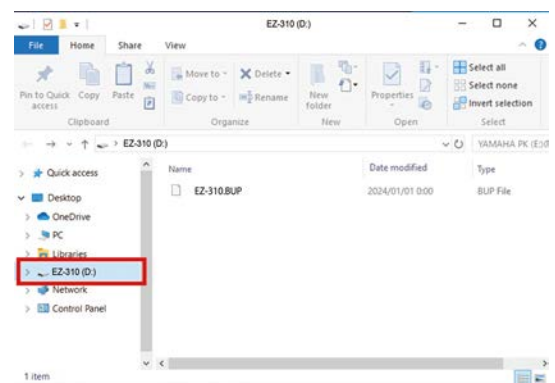 EZ-310 (D:)
File Home Share View
Pin to Quick access
Copy
Paste
Move to
Copy to
Delete
Rename
New folder
Properties
Select all
Select none
Invert selection
Clipboard Organize New Open Select
EZ-310 (D:)
YAMAHA PK (E:)の
Quick access
Desktop
OneDrive
PC
Libraries
EZ-310 (D:)
Network
Control Panel
Name Date modified Type
EZ-310.BUP 2024/01/01 0:00 BUP File
1 item